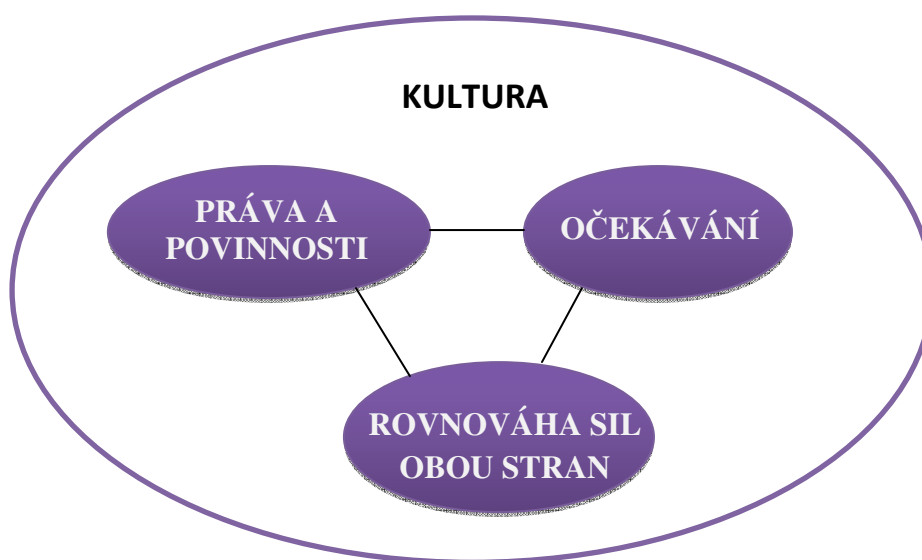 KULTURA
PRÁVA A
POVINNOSTI
OČEKÁVÁNÍ
ROVNOVÁHA SIL
OBOU STRAN